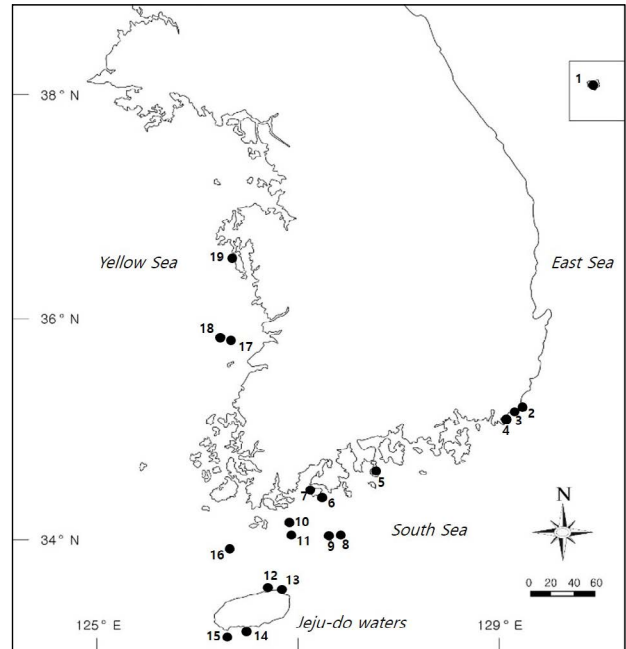 38° N
1
Yellow Sea
19
East Sea
36° N
18
17
2
3
4
5
7
6
10
South Sea
N
34° N
11
9
8
16
0 20 40 60
12
13
125° E
15
14
Jeju-do waters
129° E